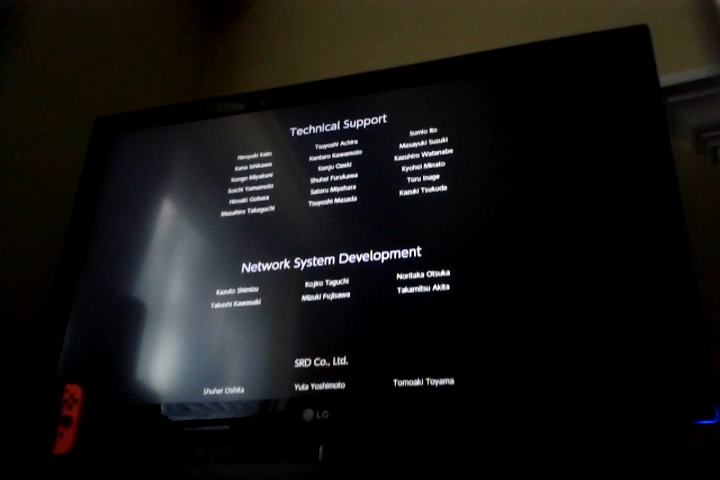 Technical Support
Hiroyuki Kato Tsuyoshi Achira Sumio Ito
Kana Ishikawa Kentaro Kawamoto Masayuki Suzuki
Kengo Miyakuni Kenju Ozeki Kazuhiro Watanabe
Soichi Yamamoto Shuhei Furukawa Kyohei Minato
Hiroaki Gohara Satoru Miyahara Toru Inage
Masahiro Takeguchi Tsuyoshi Masada Kazuki Tsukuda
Network System Development
Kazuto Shimizu Kojiro Taguchi Noritaka Otsuka
Takeshi Kawasaki Mizuki Fujisawa Takamitsu Akita
SRD Co., Ltd.
Shuhei Oshita Yuta Yoshimoto Tomoaki Toyama
LG